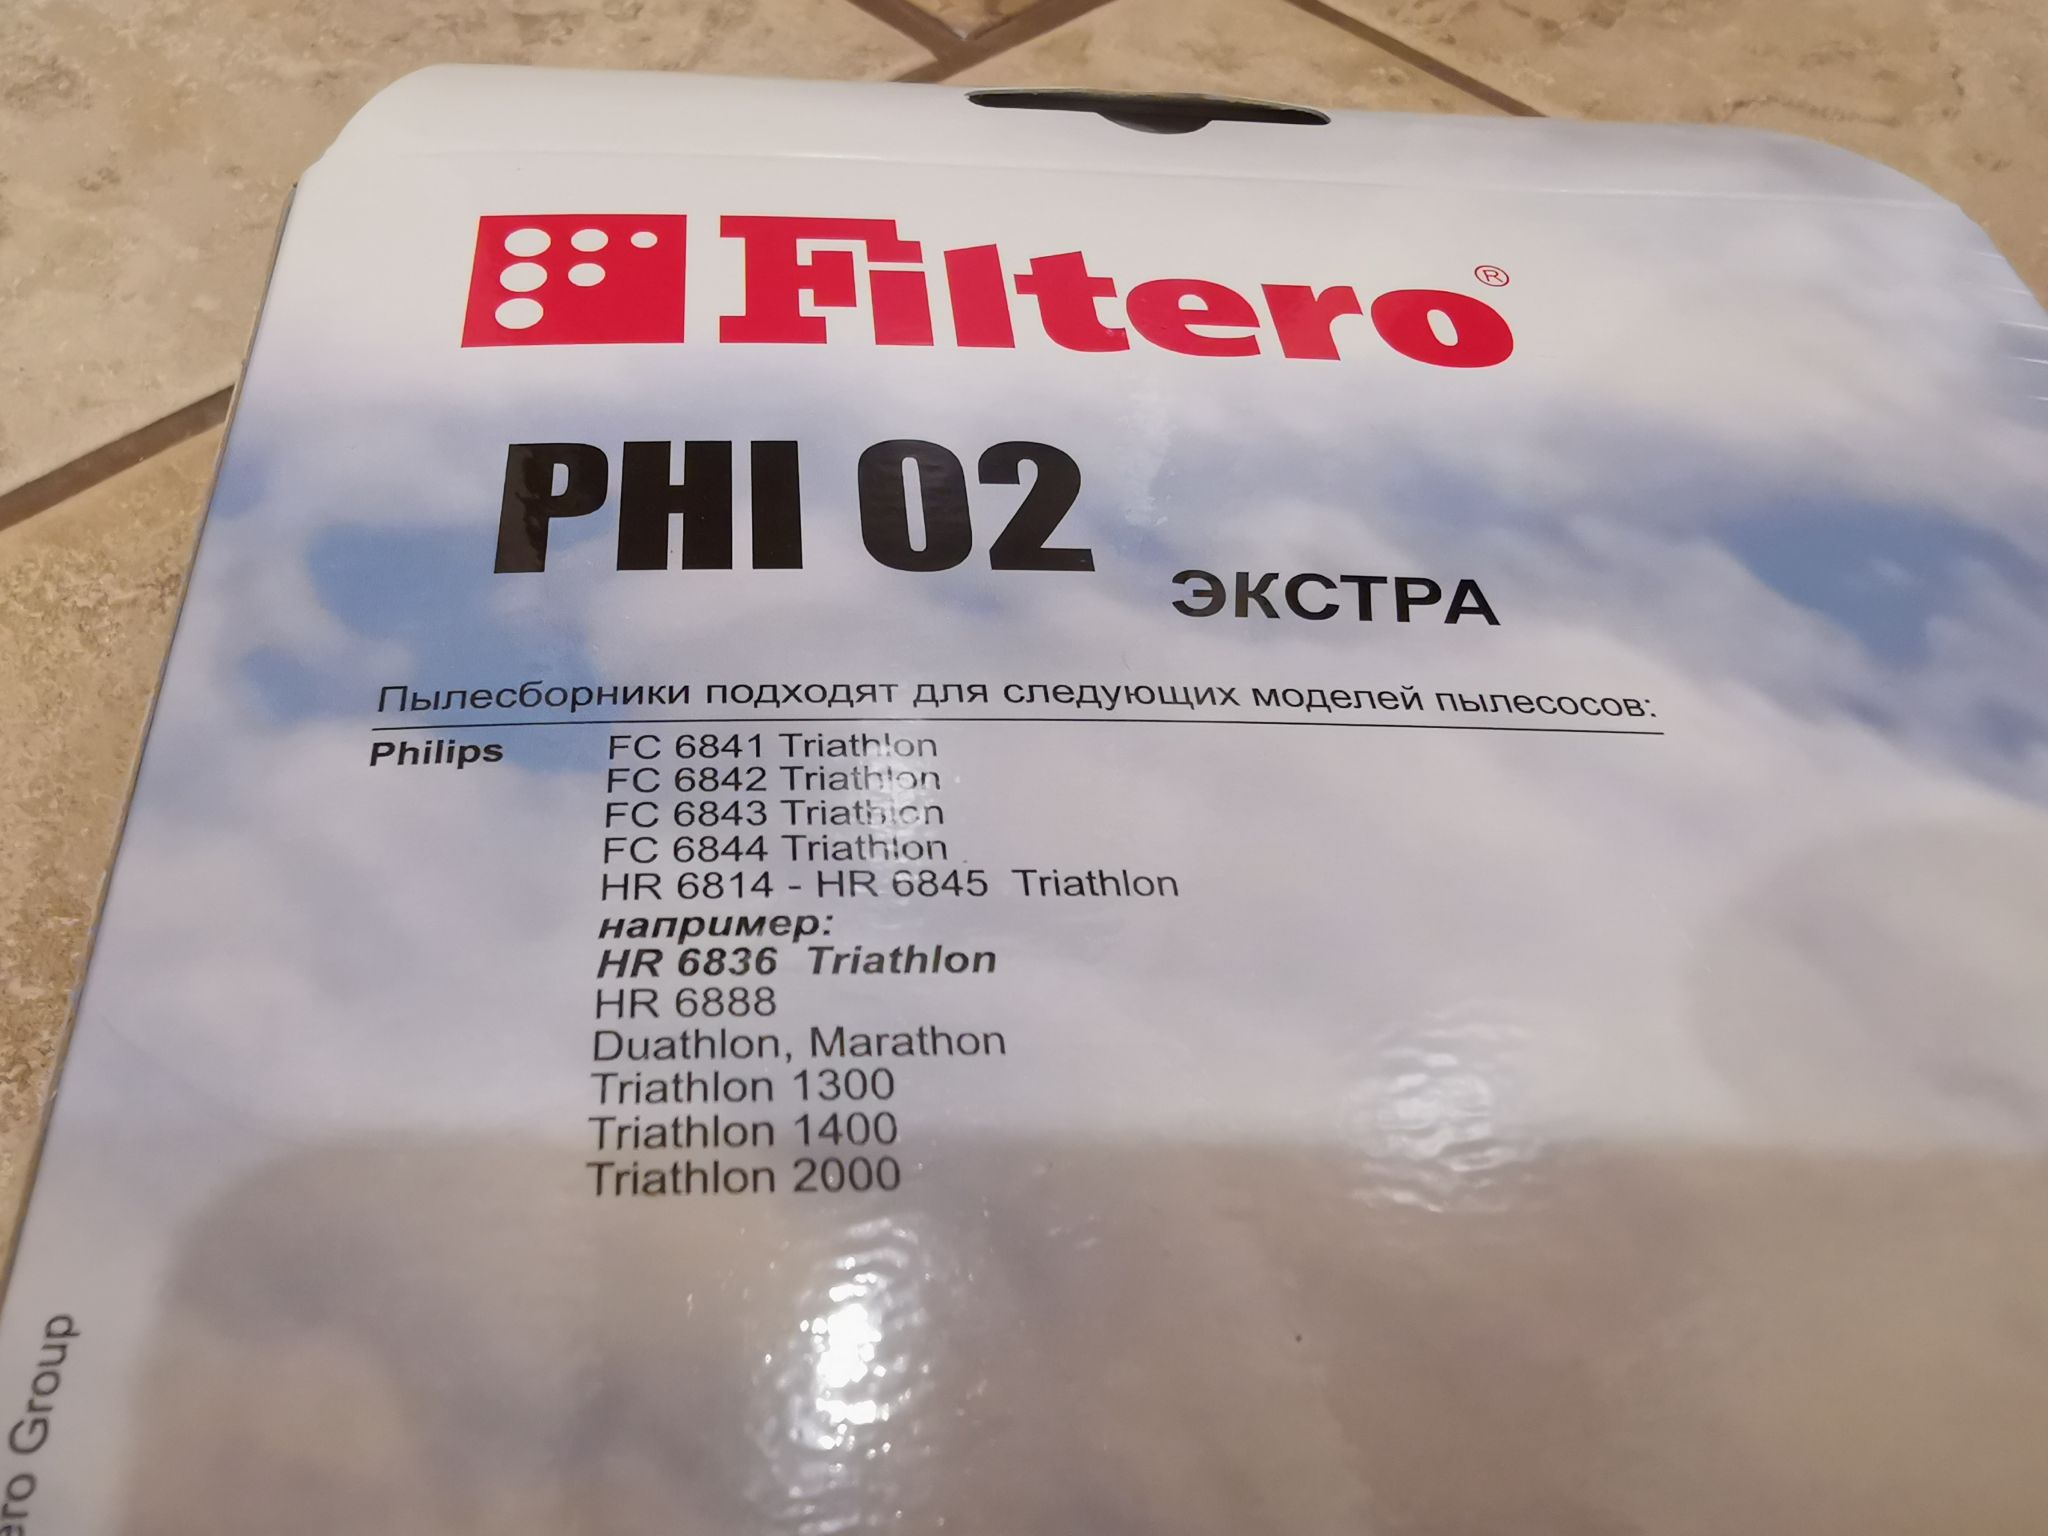 Filtero ®
PHI 02
ЭКСТРА
Пылесборники подходят для следующих моделей пылесосов:
Philips FC 6841 Triathlon
FC 6842 Triathlon
FC 6843 Triathlon
FC 6844 Triathlon
HR 6814 - HR 6845 Triathlon
например:
HR 6836 Triathlon
HR 6888
Duathlon, Marathon
Triathlon 1300
Triathlon 1400
Triathlon 2000
Group